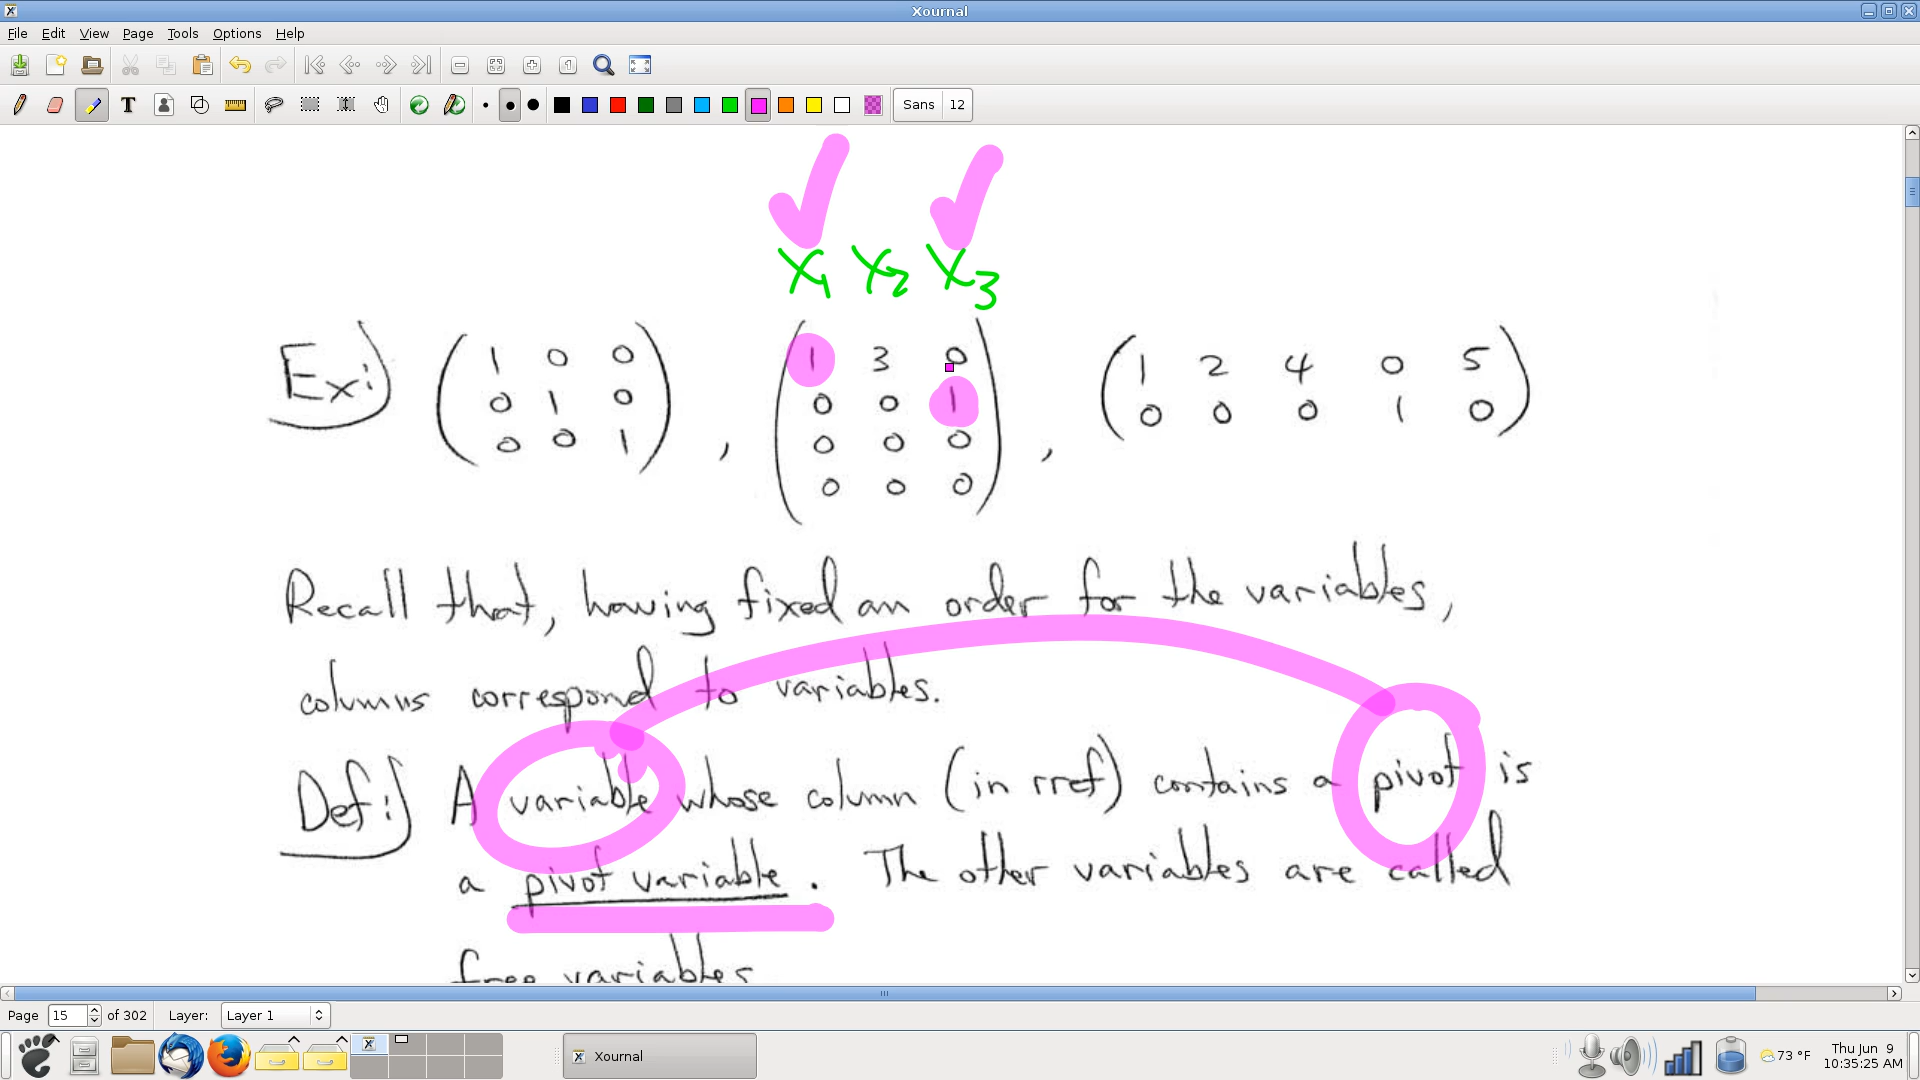 Xournal
File Edit View Page Tools Options Help
T Sans 12
X1 X2 X3
Ex:) ( 1 0 0 ) ( 1 3 0 ) ( 1 2 4 0 5 )
( 0 1 0 ) ( 0 0 1 ) ( 0 0 0 1 0 )
( 0 0 1 ) , ( 0 0 0 ) ,
( 0 0 0 )
Recall that, having fixed an order for the variables,
columns correspond to variables.
Def:) A variable whose column (in rref) contains a pivot is
a pivot variable. The other variables are called
free variables
Page 15 of 302 Layer: Layer 1
Xournal
73 °F
Thu Jun 9
10:35:25 AM